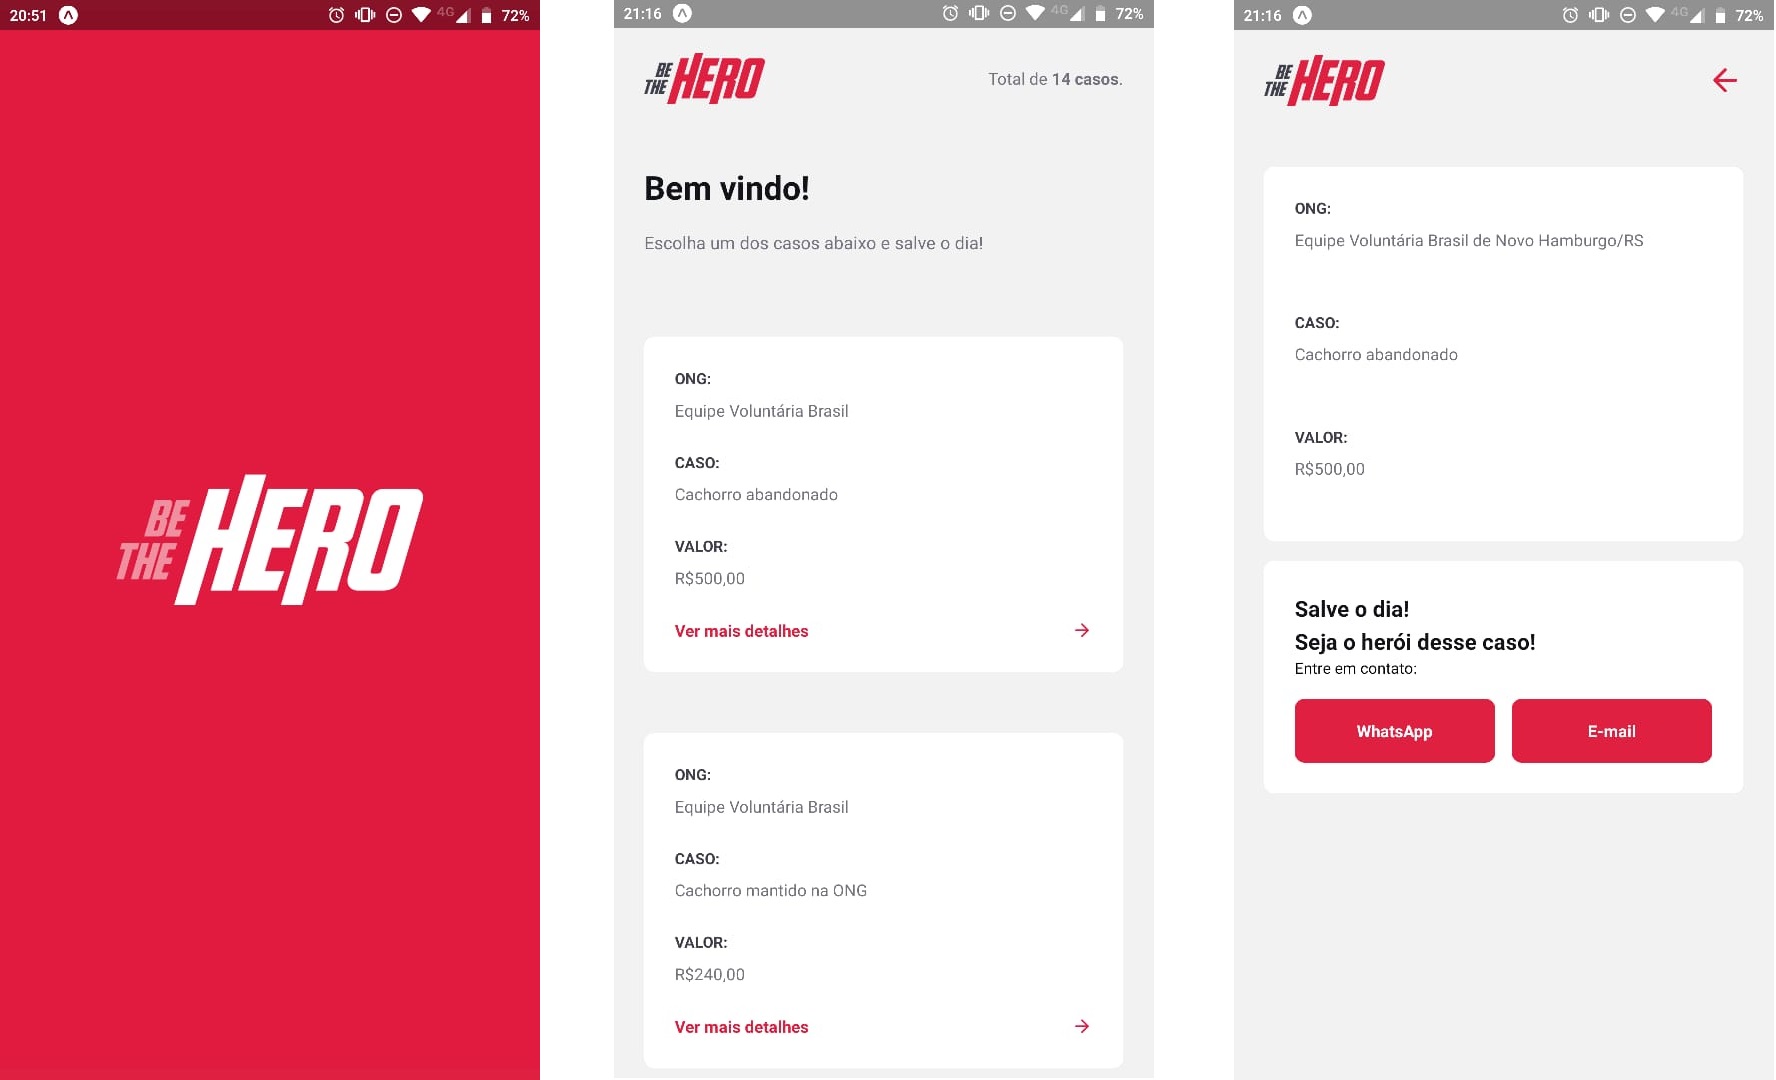 20:51
4G
72%
BE
THE HERO
21:16
4G
72%
BE
THE HERO
Total de 14 casos.
Bem vindo!
Escolha um dos casos abaixo e salve o dia!
ONG:
Equipe Voluntária Brasil
CASO:
Cachorro abandonado
VALOR:
R$500,00
Ver mais detalhes
ONG:
Equipe Voluntária Brasil
CASO:
Cachorro mantido na ONG
VALOR:
R$240,00
Ver mais detalhes
21:16
4G
72%
BE
THE HERO
ONG:
Equipe Voluntária Brasil de Novo Hamburgo/RS
CASO:
Cachorro abandonado
VALOR:
R$500,00
Salve o dia!
Seja o herói desse caso!
Entre em contato:
WhatsApp
E-mail